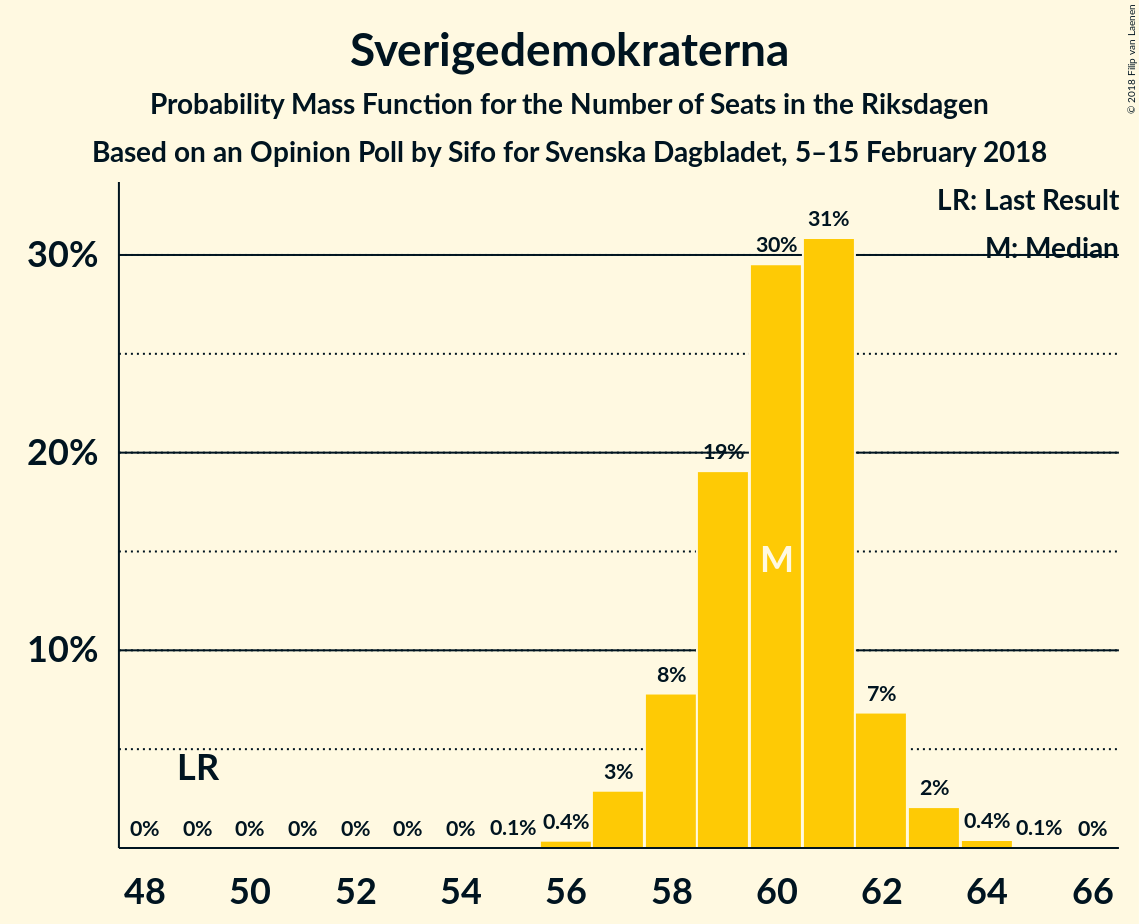 © 2018 Filip van Laenen
Sverigedemokraterna
Probability Mass Function for the Number of Seats in the Riksdagen
Based on an Opinion Poll by Sifo for Svenska Dagbladet, 5–15 February 2018
LR: Last Result
M: Median
30%
20%
10%
LR
M
0% 0% 0% 0% 0% 0% 0% 0.1% 0.4% 3% 8% 19% 30% 31% 7% 2% 0.4% 0.1% 0%
48 50 52 54 56 58 60 62 64 66